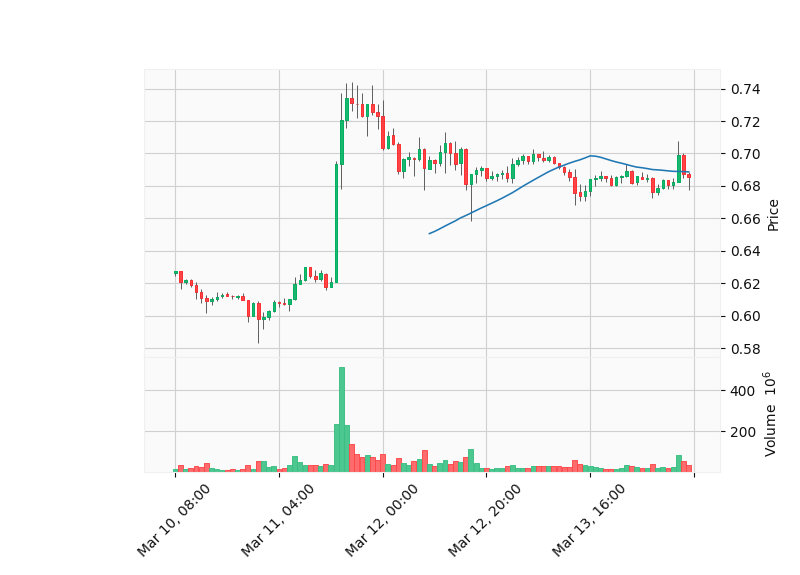 0.74
0.72
0.70
0.68
0.66
0.64
0.62
0.60
0.58
Price
400
200
Volume 10⁶
Mar 10, 08:00
Mar 11, 04:00
Mar 12, 00:00
Mar 12, 20:00
Mar 13, 16:00